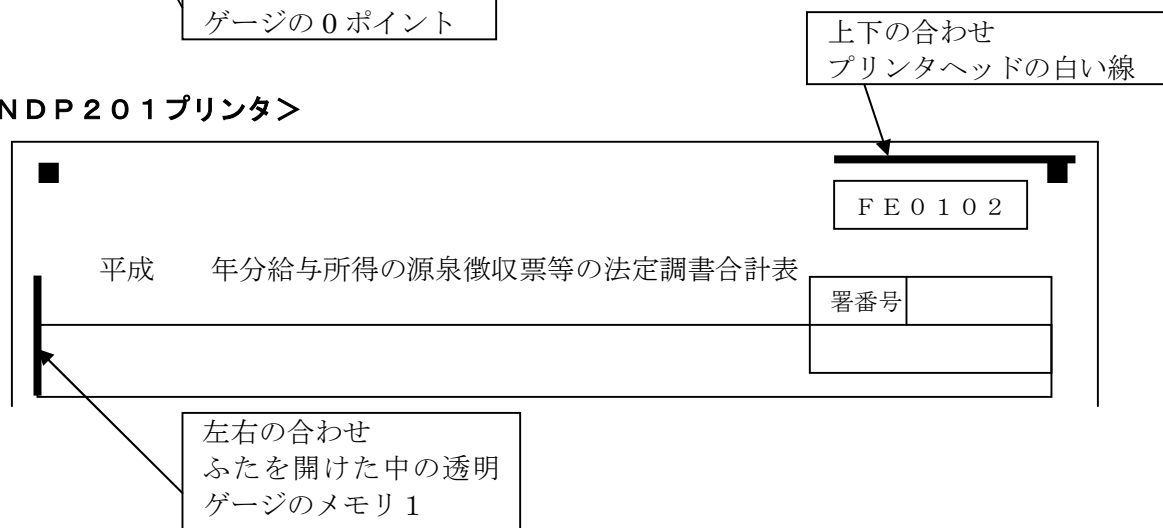 ゲージの0ポイント
上下の合わせ
プリンタヘッドの白い線
NDP201プリンタ>
FE0102
平成　　年分給与所得の源泉徴収票等の法定調書合計表
署番号
左右の合わせ
ふたを開けた中の透明
ゲージのメモリ1